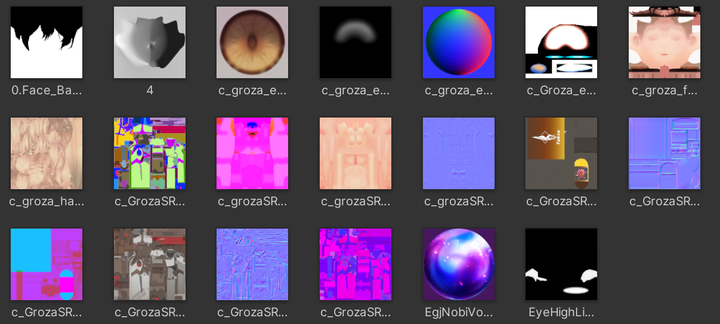 0.Face_Ba...
4
c_groza_e...
c_groza_e...
c_groza_e...
c_Groza_e...
c_groza_f...
c_groza_ha...
c_GrozaSR...
c_grozaSR...
c_grozaSR...
c_grozaSR...
c_GrozaSR...
c_GrozaSR...
c_GrozaSR...
c_GrozaSR...
c_GrozaSR...
c_GrozaSR...
EgjNobiVo...
EyeHighLi...